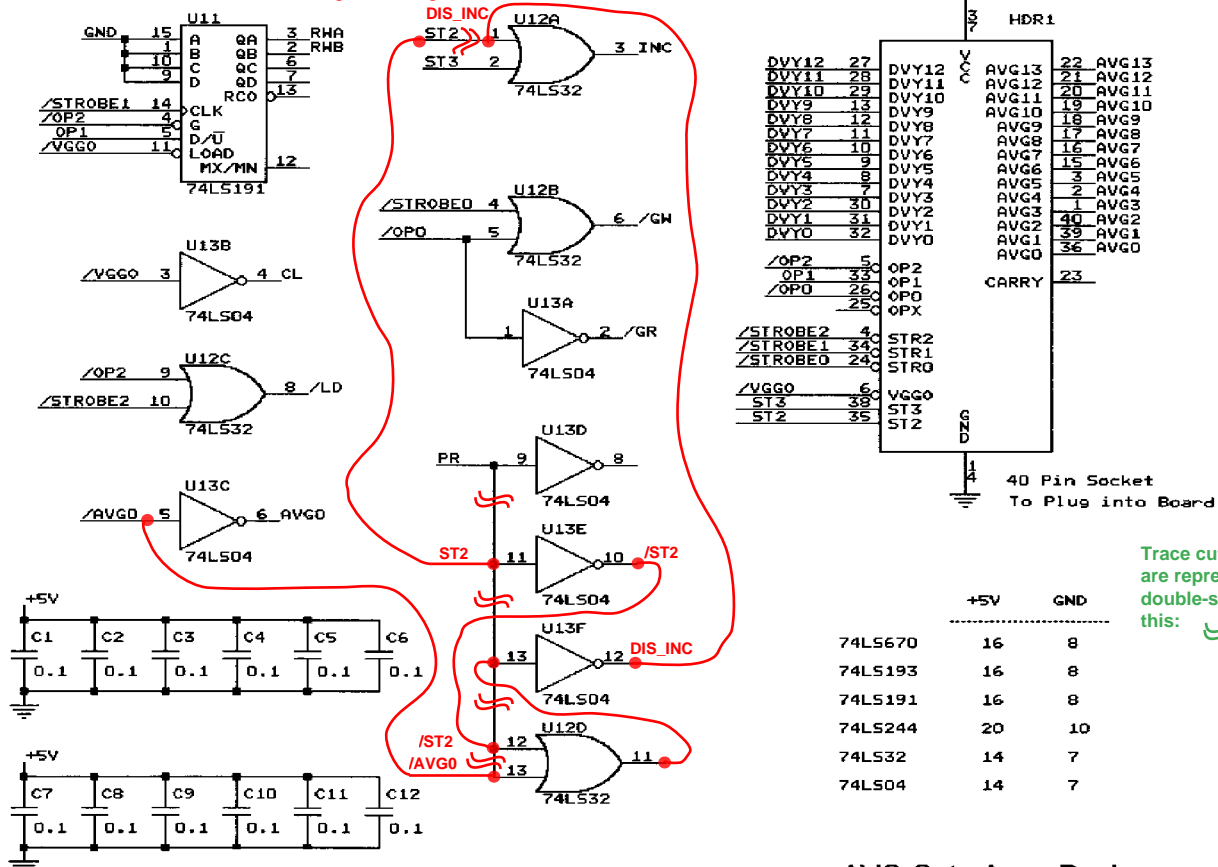 U11
GND 15 A QA 3 RWA
1 B QB 2 RWB
10 C QC 6
9 D QD 7
RCO 13
/STROBE1 14 CLK
/OP2 4 G
OP1 5 D/U
/VGGO 11 LOAD
MX/MN 12
74LS191
DIS_INC
U12A
ST2 1
3 INC
ST3 2
74LS32
U12B
/STROBE0 4
6 /GW
/OP0 5
74LS32
U13A
1 2 /GR
74LS04
U13B
/VGGO 3 4 CL
74LS04
U12C
/OP2 9
8 /LD
/STROBE2 10
74LS32
U13C
/AVG0 5 6 AVG0
74LS04
U13D
PR 9 8
74LS04
U13E
ST2 11 10 /ST2
74LS04
U13F
13 12 DIS_INC
74LS04
U12D
/ST2 12
11
/AVG0 13
74LS32
+5V
C1 C2 C3 C4 C5 C6
0.1 0.1 0.1 0.1 0.1 0.1
+5V
C7 C8 C9 C10 C11 C12
0.1 0.1 0.1 0.1 0.1 0.1
3
7
HDR1
VCC
DVY12 27 DVY12 AVG13 22 AVG13
DVY11 28 DVY11 AVG12 21 AVG12
DVY10 29 DVY10 AVG11 20 AVG11
DVY9 13 DVY9 AVG10 19 AVG10
DVY8 12 DVY8 AVG9 18 AVG9
DVY7 11 DVY7 AVG8 17 AVG8
DVY6 10 DVY6 AVG7 16 AVG7
DVY5 9 DVY5 AVG6 15 AVG6
DVY4 8 DVY4 AVG5 3 AVG5
DVY3 7 DVY3 AVG4 2 AVG4
DVY2 30 DVY2 AVG3 1 AVG3
DVY1 31 DVY1 AVG2 40 AVG2
DVY0 32 DVY0 AVG1 39 AVG1
AVG0 36 AVG0
/OP2 5 OP2
OP1 33 OP1 CARRY 23
/OP0 26 OP0
25 OPX
/STROBE2 4 STR2
/STROBE1 34 STR1
/STROBE0 24 STR0
/VGGO 6 VGGO
ST3 38 ST3
ST2 35 ST2
GND
1
4
40 Pin Socket
To Plug into Board
Trace cu
are repre
double-s
this:
+5V GND
74LS670 16 8
74LS193 16 8
74LS191 16 8
74LS244 20 10
74LS32 14 7
74LS04 14 7